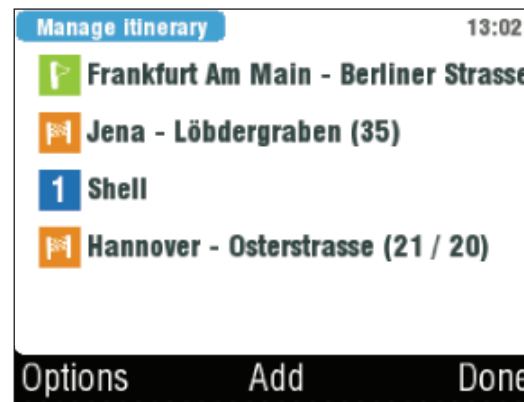 Manage itinerary 13:02
Frankfurt Am Main - Berliner Strasse
Jena - Löbdergraben (35)
1 Shell
Hannover - Osterstrasse (21 / 20)
Options Add Done